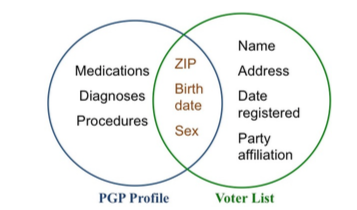 Medications
Diagnoses
Procedures
ZIP
Birth
date
Sex
Name
Address
Date
registered
Party
affiliation
PGP Profile
Voter List